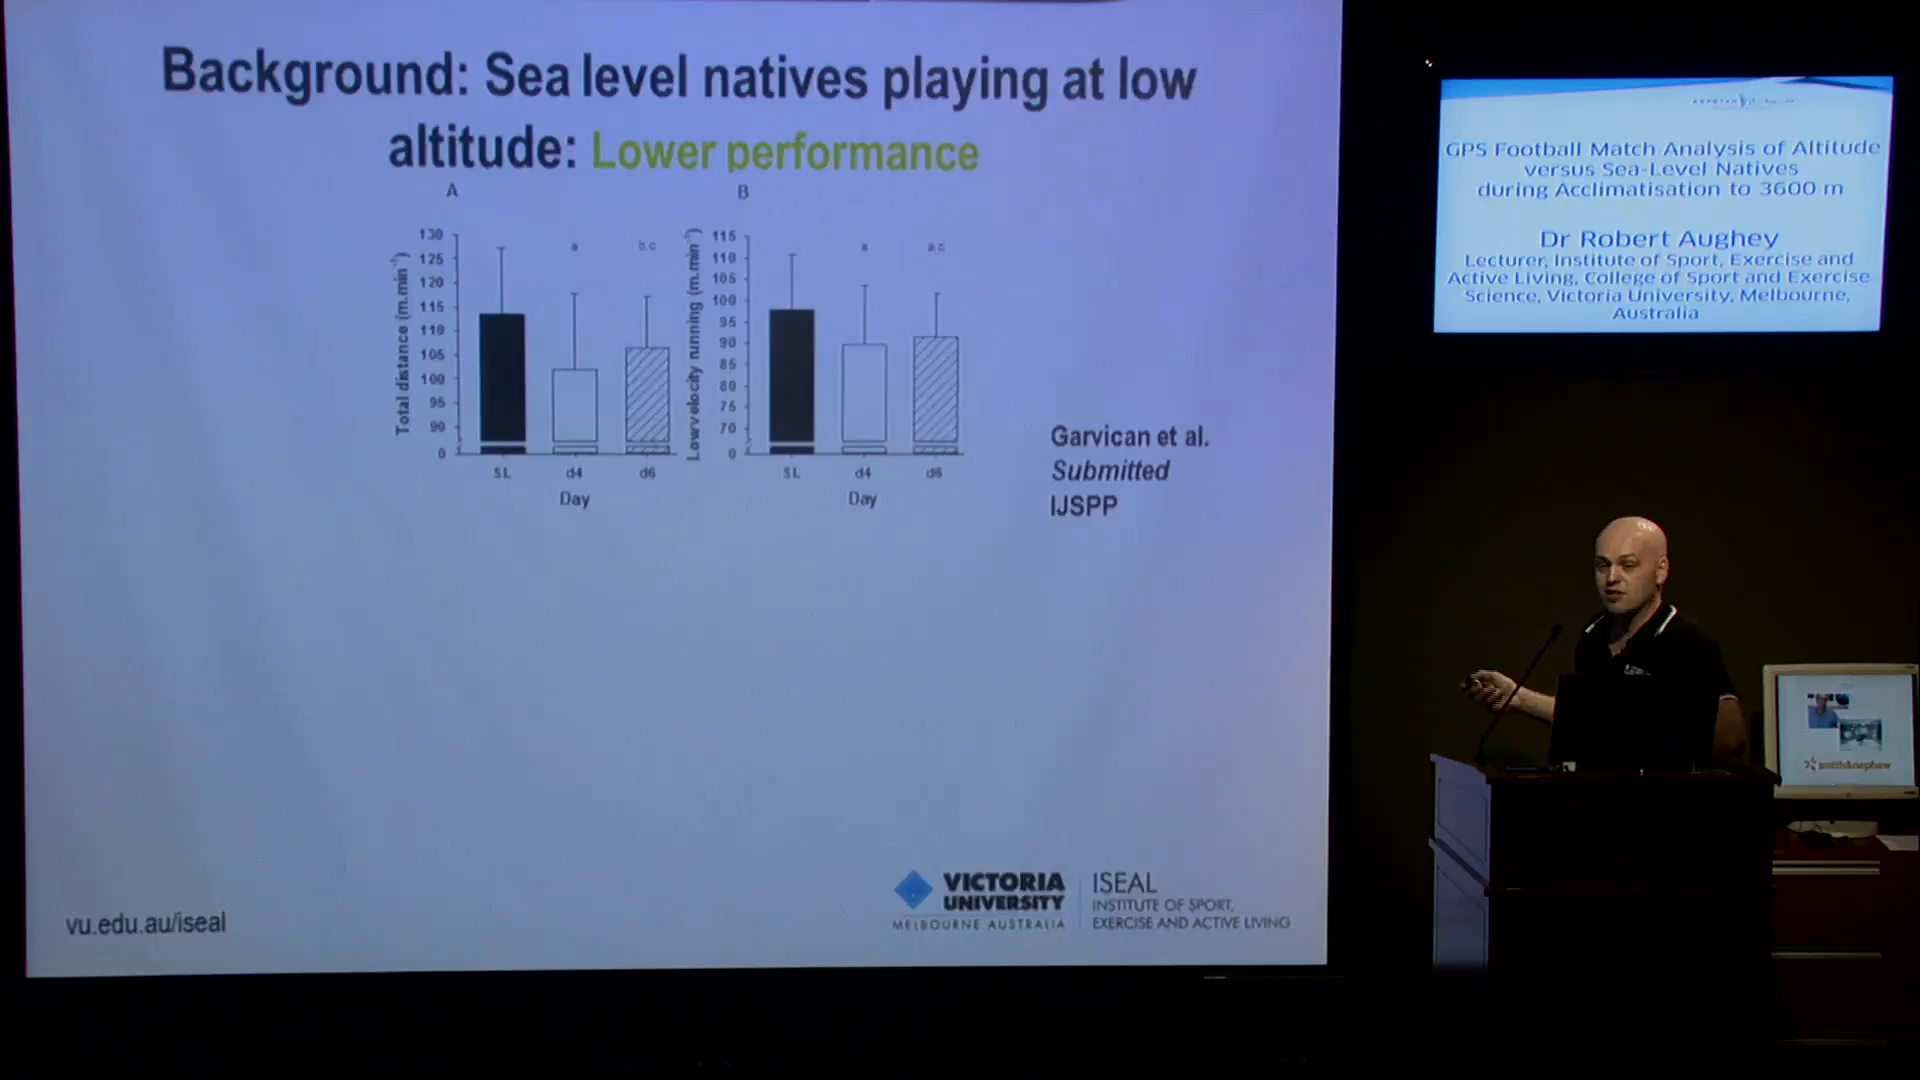 Background: Sea level natives playing at low
altitude: Lower performance
A
B
Total distance (m.min⁻¹)
130
125
120
115
110
105
100
95
90
0
a
b,c
SL
d4
d6
Day
Low velocity running (m.min⁻¹)
115
110
105
100
95
90
85
80
75
70
0
a
a,c
SL
d4
d6
Day
Garvican et al.
Submitted
IJSPP
vu.edu.au/iseal
VICTORIA
UNIVERSITY
MELBOURNE AUSTRALIA
ISEAL
INSTITUTE OF SPORT,
EXERCISE AND ACTIVE LIVING
GPS Football Match Analysis of Altitude
versus Sea-Level Natives
during Acclimatisation to 3600 m
Dr Robert Aughey
Lecturer, Institute of Sport, Exercise and
Active Living, College of Sport and Exercise
Science, Victoria University, Melbourne,
Australia
smith&nephew